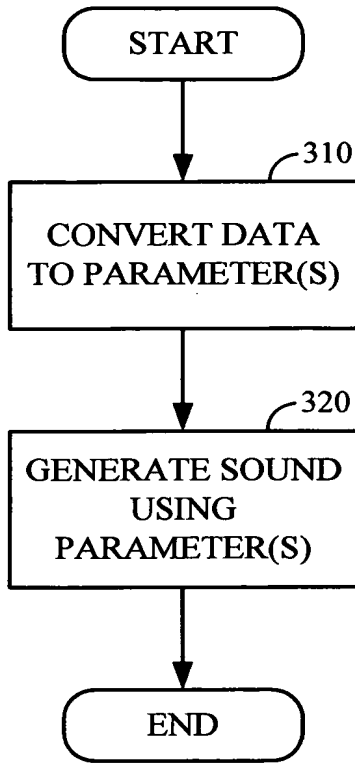 START
310
CONVERT DATA
TO PARAMETER(S)
320
GENERATE SOUND
USING
PARAMETER(S)
END